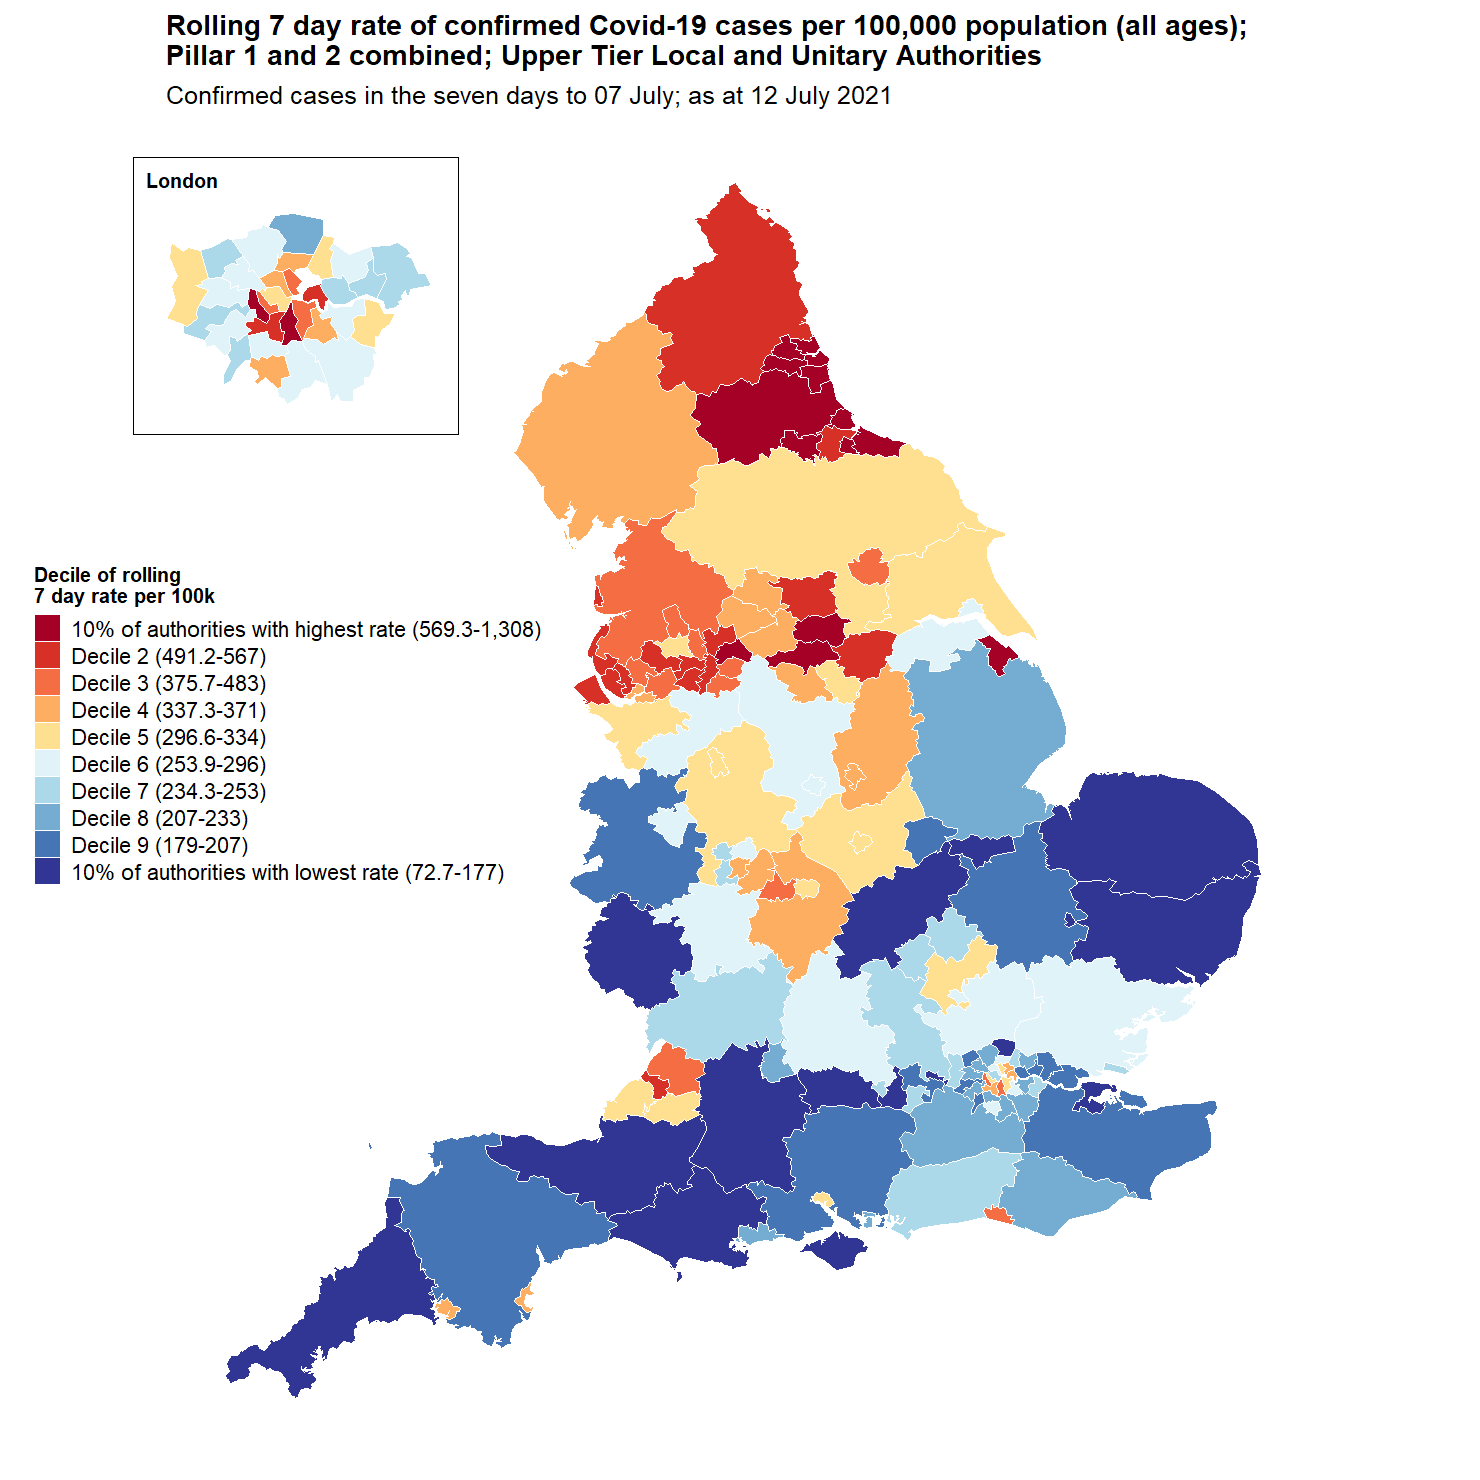 Rolling 7 day rate of confirmed Covid-19 cases per 100,000 population (all ages);
Pillar 1 and 2 combined; Upper Tier Local and Unitary Authorities
Confirmed cases in the seven days to 07 July; as at 12 July 2021
London
Decile of rolling
7 day rate per 100k
10% of authorities with highest rate (569.3-1,308)
Decile 2 (491.2-567)
Decile 3 (375.7-483)
Decile 4 (337.3-371)
Decile 5 (296.6-334)
Decile 6 (253.9-296)
Decile 7 (234.3-253)
Decile 8 (207-233)
Decile 9 (179-207)
10% of authorities with lowest rate (72.7-177)